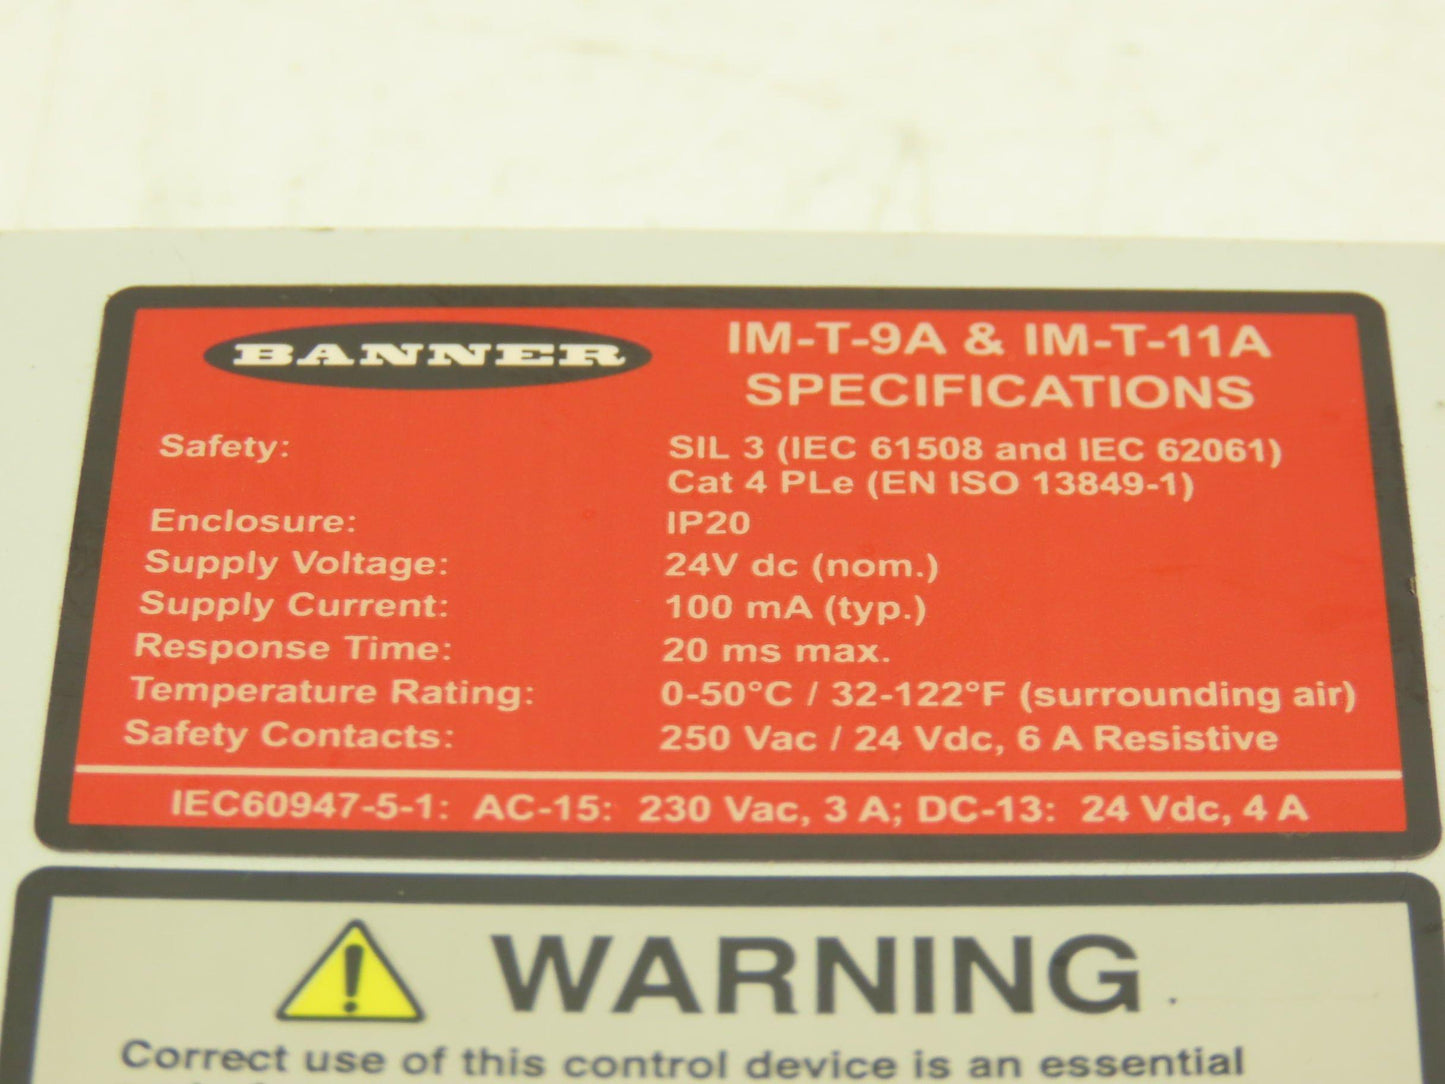 BANNER
IM-T-9A & IM-T-11A
SPECIFICATIONS
Safety: SIL 3 (IEC 61508 and IEC 62061)
Cat 4 PLe (EN ISO 13849-1)
Enclosure: IP20
Supply Voltage: 24V dc (nom.)
Supply Current: 100 mA (typ.)
Response Time: 20 ms max.
Temperature Rating: 0-50°C / 32-122°F (surrounding air)
Safety Contacts: 250 Vac / 24 Vdc, 6 A Resistive
IEC60947-5-1: AC-15: 230 Vac, 3 A; DC-13: 24 Vdc, 4 A
WARNING
Correct use of this control device is an essential